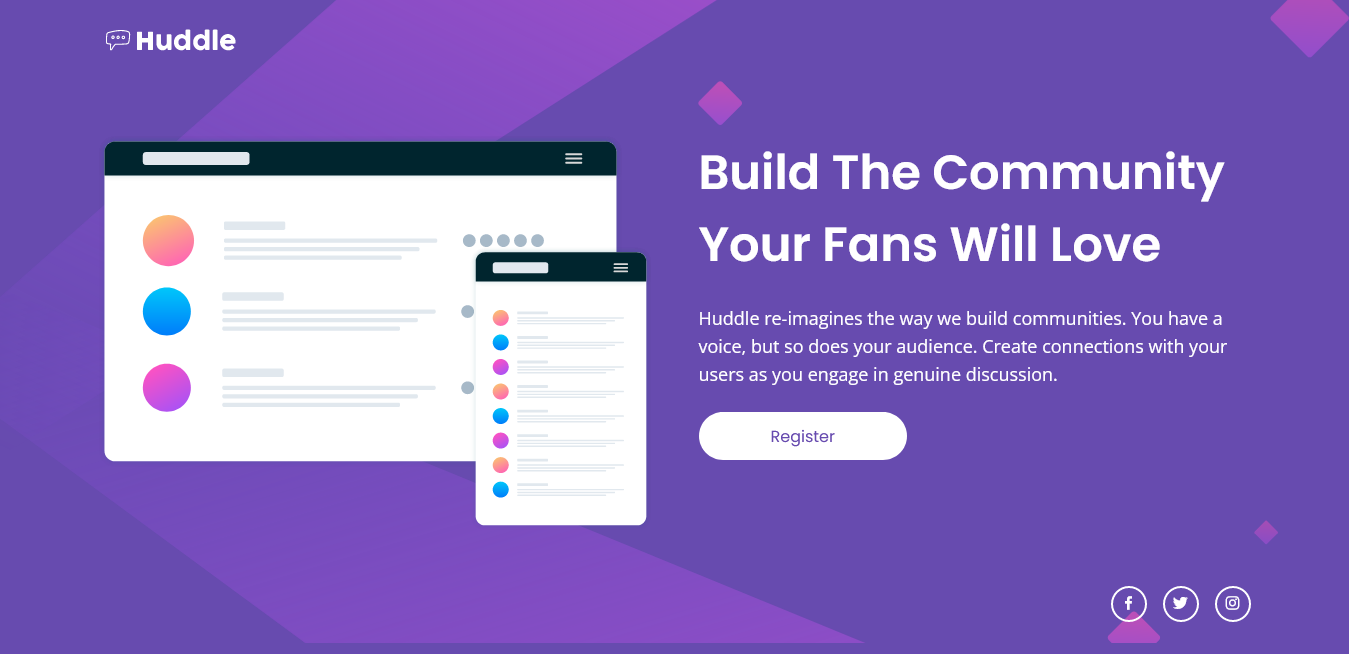 Huddle
Build The Community
Your Fans Will Love
Huddle re-imagines the way we build communities. You have a
voice, but so does your audience. Create connections with your
users as you engage in genuine discussion.
Register